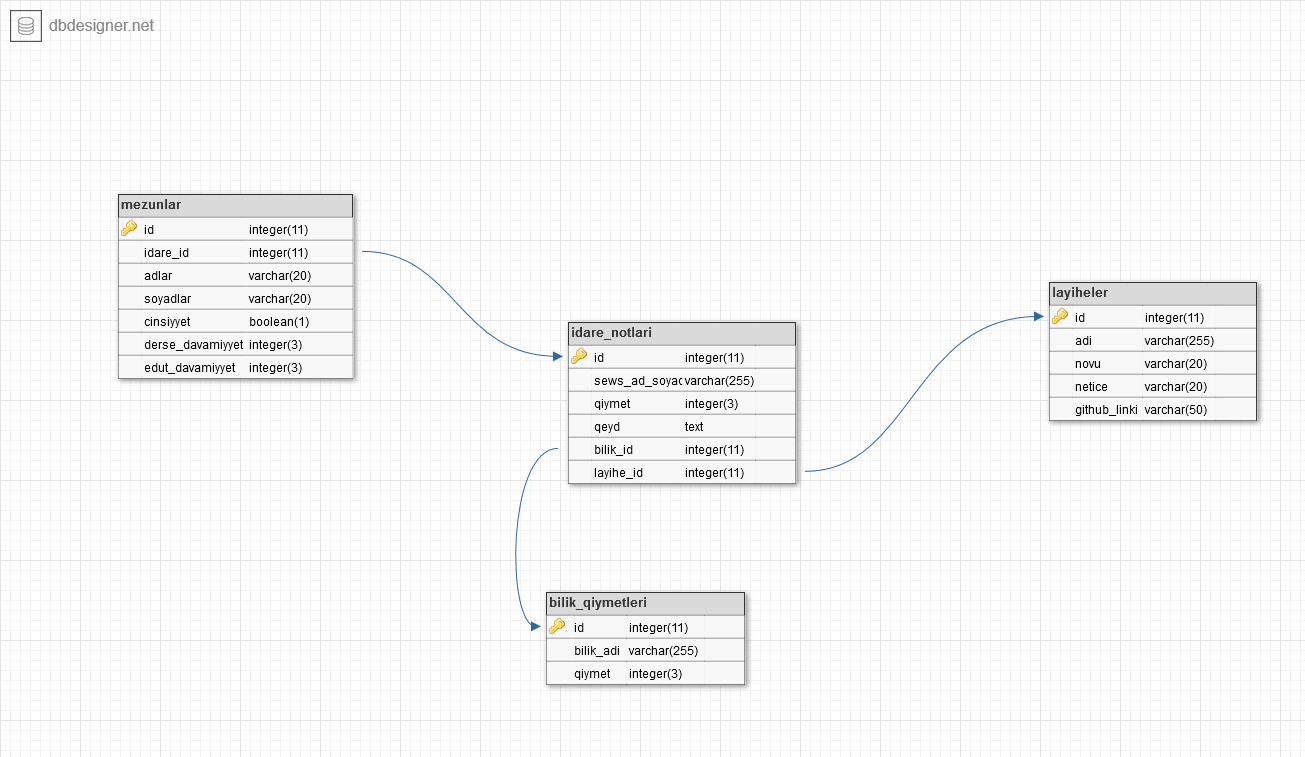 dbdesigner.net
mezunlar
id integer(11)
idare_id integer(11)
adlar varchar(20)
soyadlar varchar(20)
cinsiyyet boolean(1)
derse_davamiyyet integer(3)
edut_davamiyyet integer(3)
idare_notlari
id integer(11)
sews_ad_soyac varchar(255)
qiymet integer(3)
qeyd text
bilik_id integer(11)
layihe_id integer(11)
layiheler
id integer(11)
adi varchar(255)
novu varchar(20)
netice varchar(20)
github_linki varchar(50)
bilik_qiymetleri
id integer(11)
bilik_adi varchar(255)
qiymet integer(3)